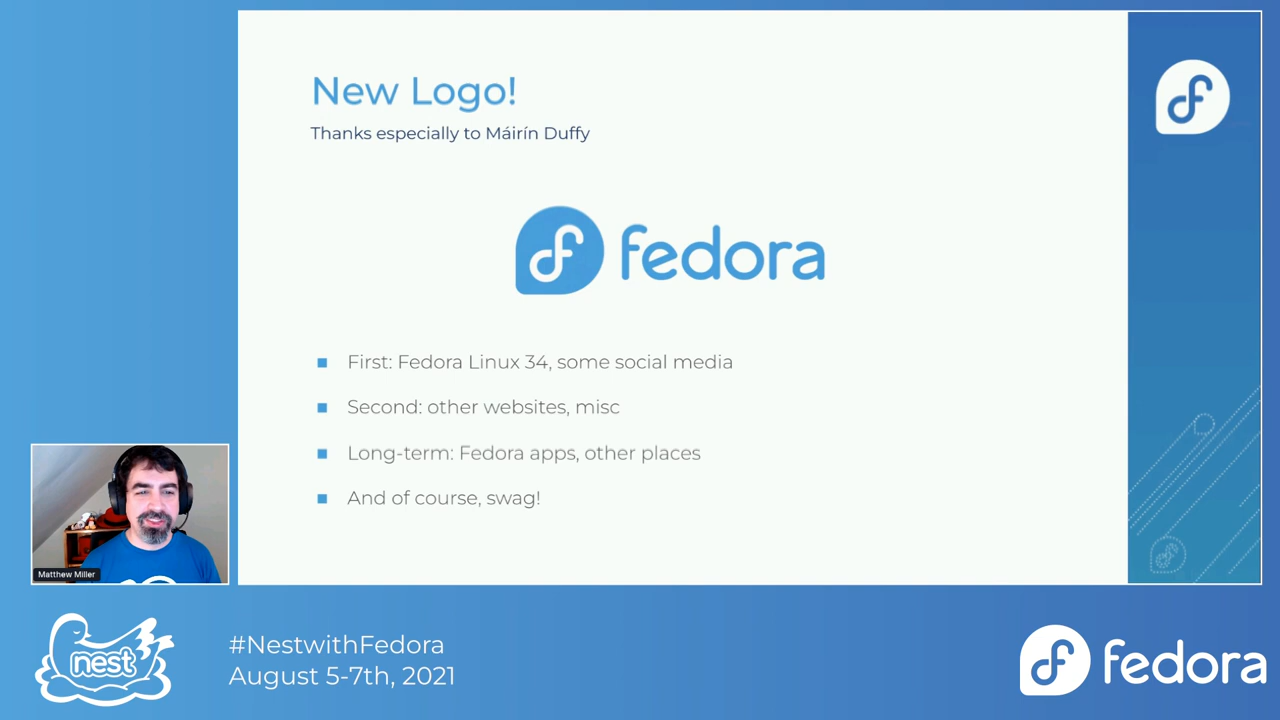 New Logo!
Thanks especially to Máirín Duffy
fedora
First: Fedora Linux 34, some social media
Second: other websites, misc
Long-term: Fedora apps, other places
And of course, swag!
Matthew Miller
nest
#NestwithFedora
August 5-7th, 2021
fedora